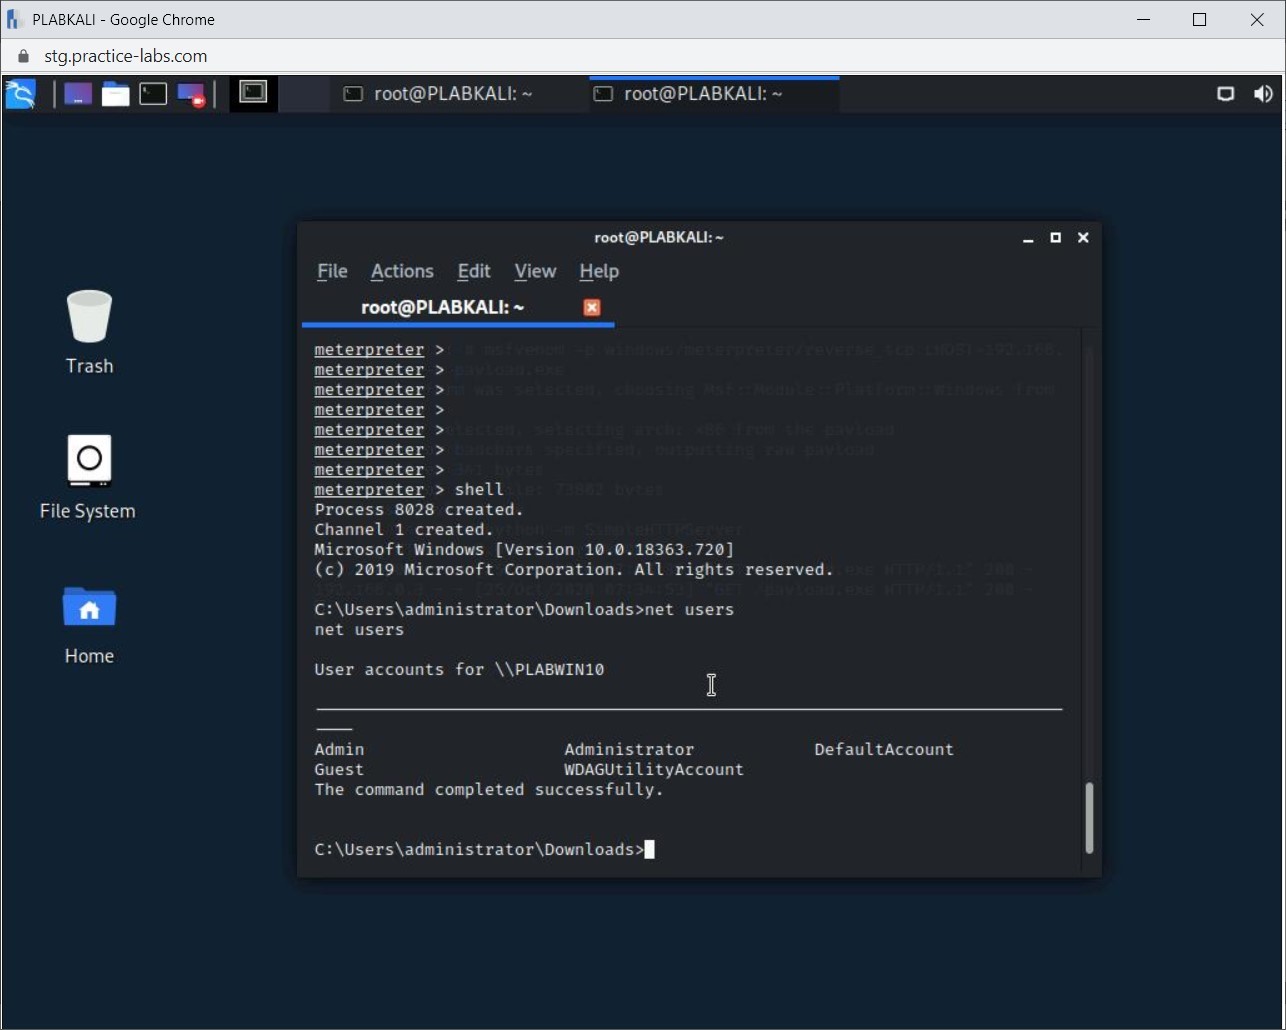 PLABKALI - Google Chrome
stg.practice-labs.com
root@PLABKALI: ~
root@PLABKALI: ~
root@PLABKALI: ~
File Actions Edit View Help
root@PLABKALI: ~
Trash
File System
Home
meterpreter >
meterpreter >
meterpreter >
meterpreter >
meterpreter >
meterpreter >
meterpreter >
meterpreter > shell
Process 8028 created.
Channel 1 created.
Microsoft Windows [Version 10.0.18363.720]
(c) 2019 Microsoft Corporation. All rights reserved.
C:\Users\administrator\Downloads>net users
net users
User accounts for \\PLABWIN10
Admin Administrator DefaultAccount
Guest WDAGUtilityAccount
The command completed successfully.
C:\Users\administrator\Downloads>